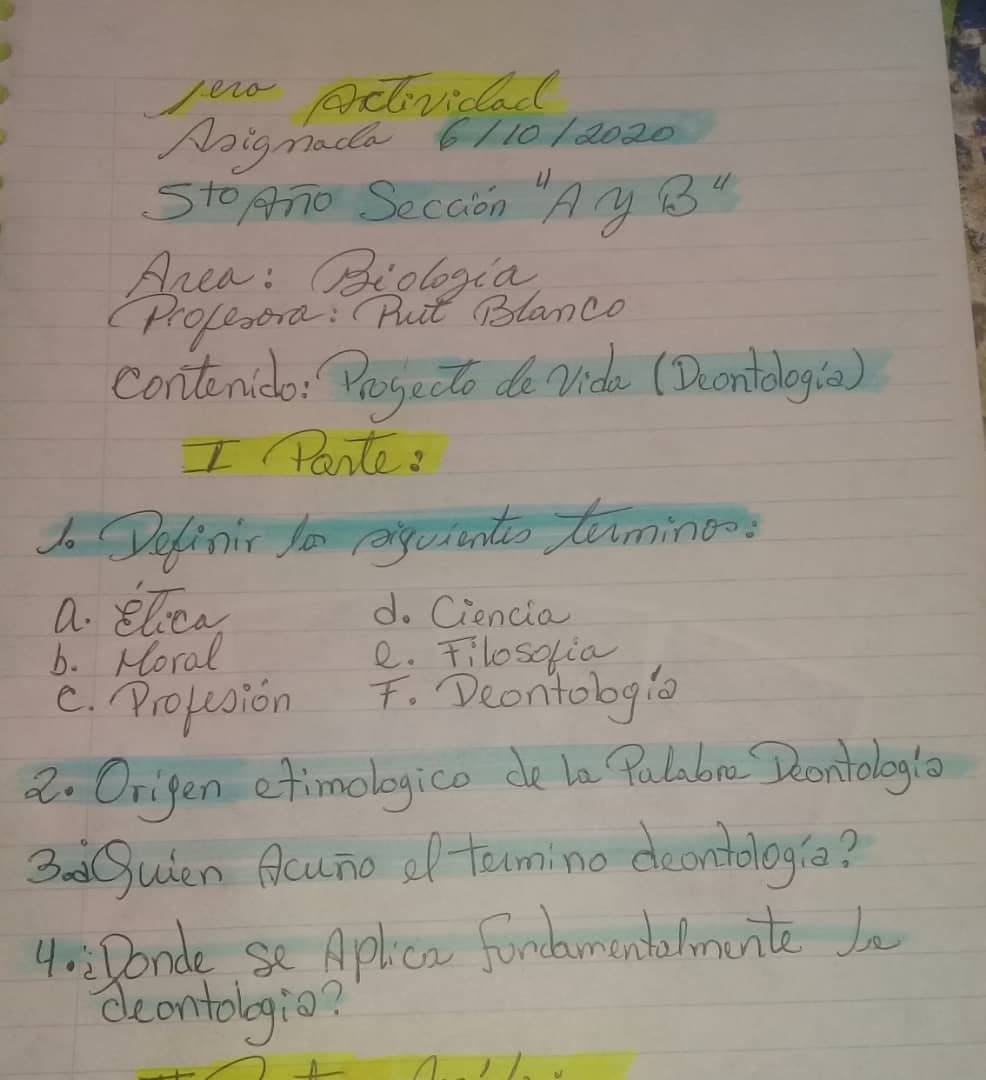 1era Actividad
Asignada 6/10/2020
5to Año Sección "A y B"
Area: Biología
Profesora: Rut Blanco
Contenido: Proyecto de Vida (Deontología)
I Parte:
1. Definir los siguientes terminos:
a. Ética d. Ciencia
b. Moral e. Filosofia
c. Profesión F. Deontología
2. Origen etimologico de la Palabra Deontología
3. ¿Quien Acuño el termino deontología?
4. ¿Donde se Aplica fundamentalmente la
deontologia?